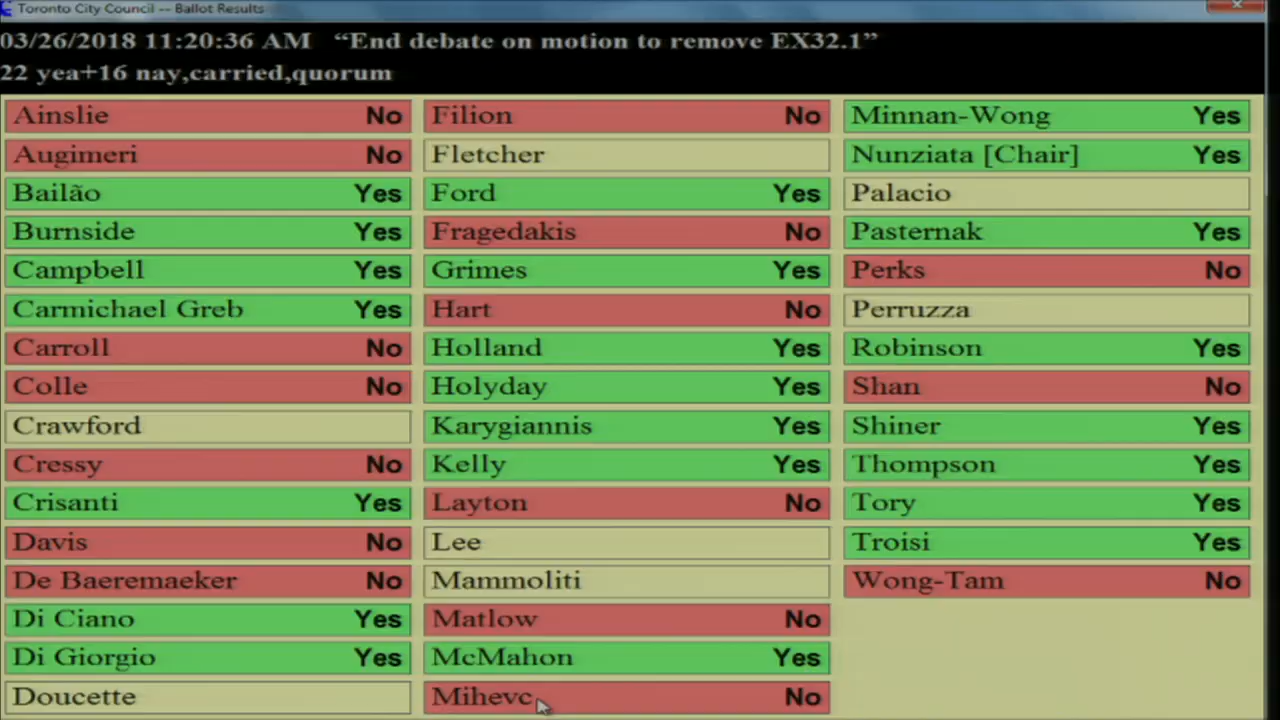 Toronto City Council -- Ballot Results
03/26/2018 11:20:36 AM “End debate on motion to remove EX32.1”
22 yea+16 nay,carried,quorum
Ainslie No
Augimeri No
Bailão Yes
Burnside Yes
Campbell Yes
Carmichael Greb Yes
Carroll No
Colle No
Crawford
Cressy No
Crisanti Yes
Davis No
De Baeremaeker No
Di Ciano Yes
Di Giorgio Yes
Doucette
Filion No
Fletcher
Ford Yes
Fragedakis No
Grimes Yes
Hart No
Holland Yes
Holyday Yes
Karygiannis Yes
Kelly Yes
Layton No
Lee
Mammoliti
Matlow No
McMahon Yes
Mihevc No
Minnan-Wong Yes
Nunziata [Chair] Yes
Palacio
Pasternak Yes
Perks No
Perruzza
Robinson Yes
Shan No
Shiner Yes
Thompson Yes
Tory Yes
Troisi Yes
Wong-Tam No